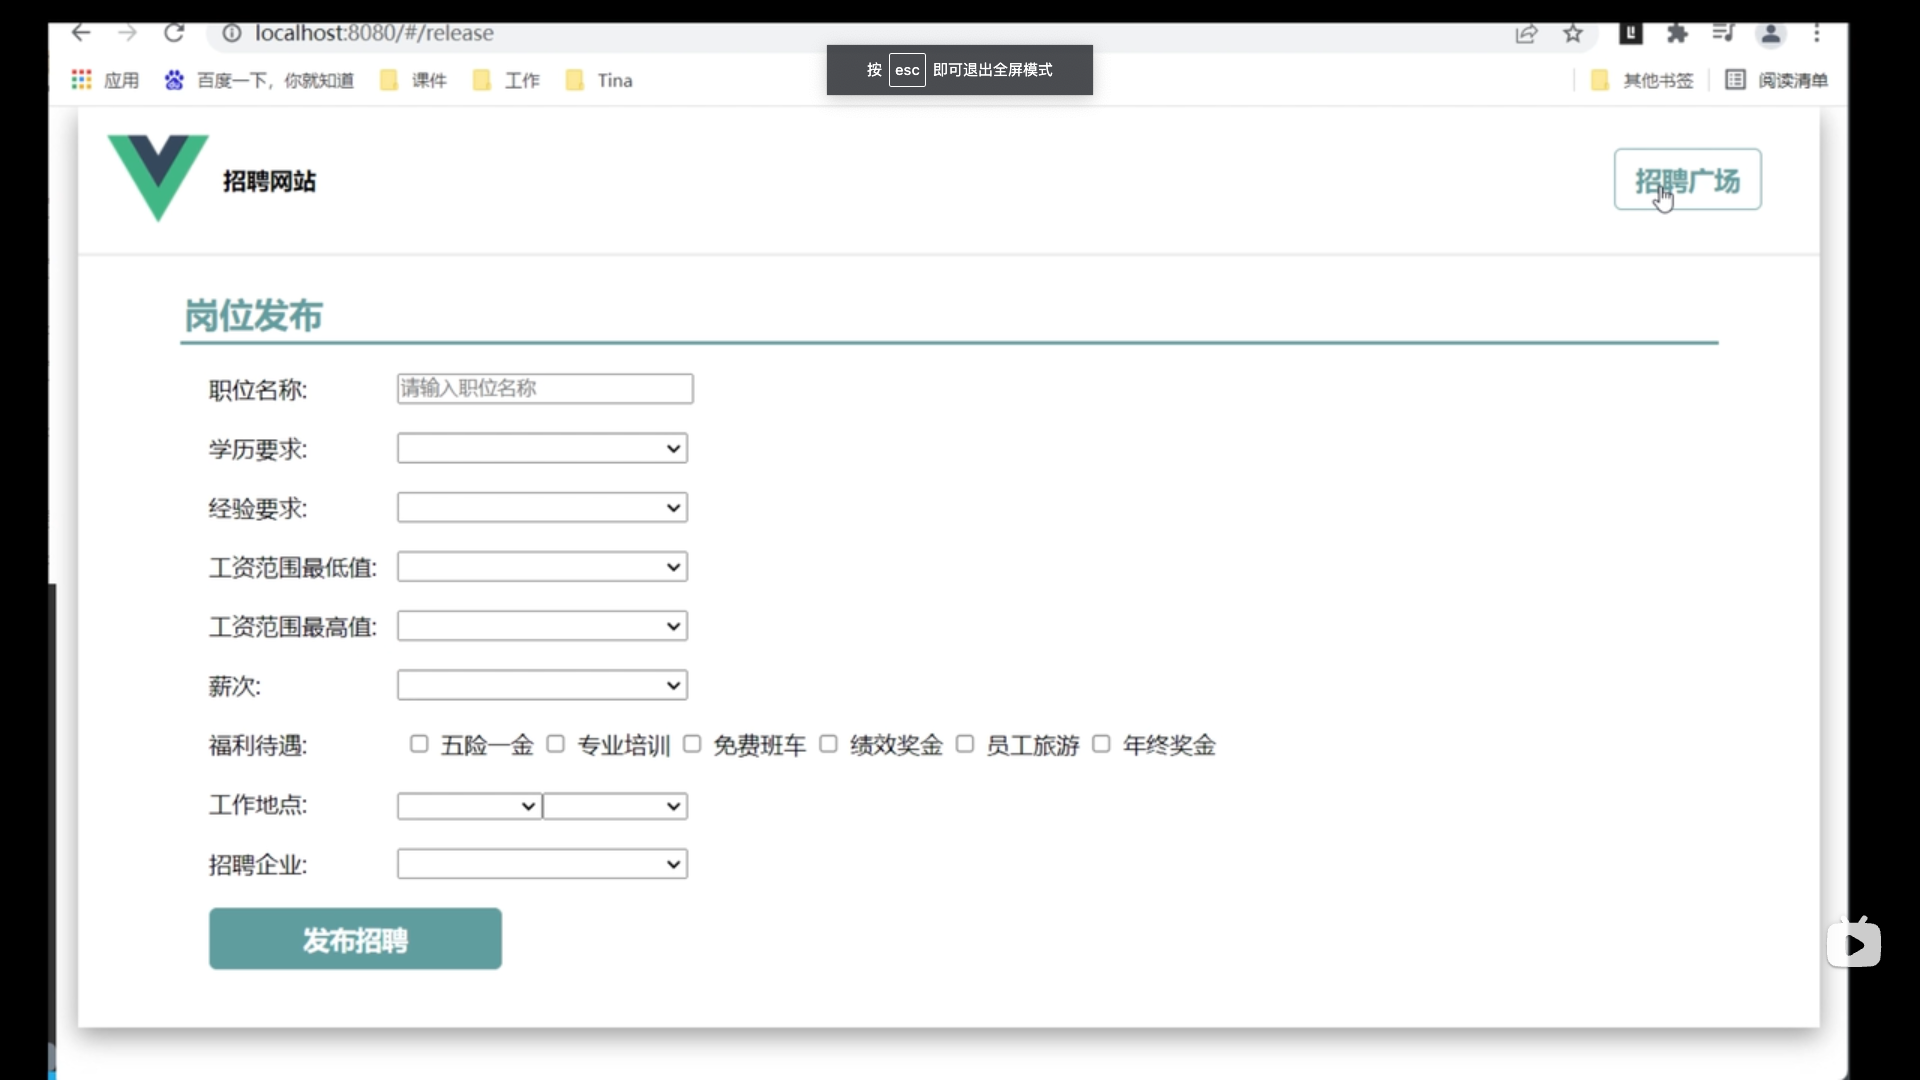 localhost:8080/#/release
应用 百度一下，你就知道 课件 工作 Tina 其他书签 阅读清单
按 esc 即可退出全屏模式
招聘网站 招聘广场
岗位发布
职位名称: 请输入职位名称
学历要求:
经验要求:
工资范围最低值:
工资范围最高值:
薪次:
福利待遇: 五险一金 专业培训 免费班车 绩效奖金 员工旅游 年终奖金
工作地点:
招聘企业:
发布招聘